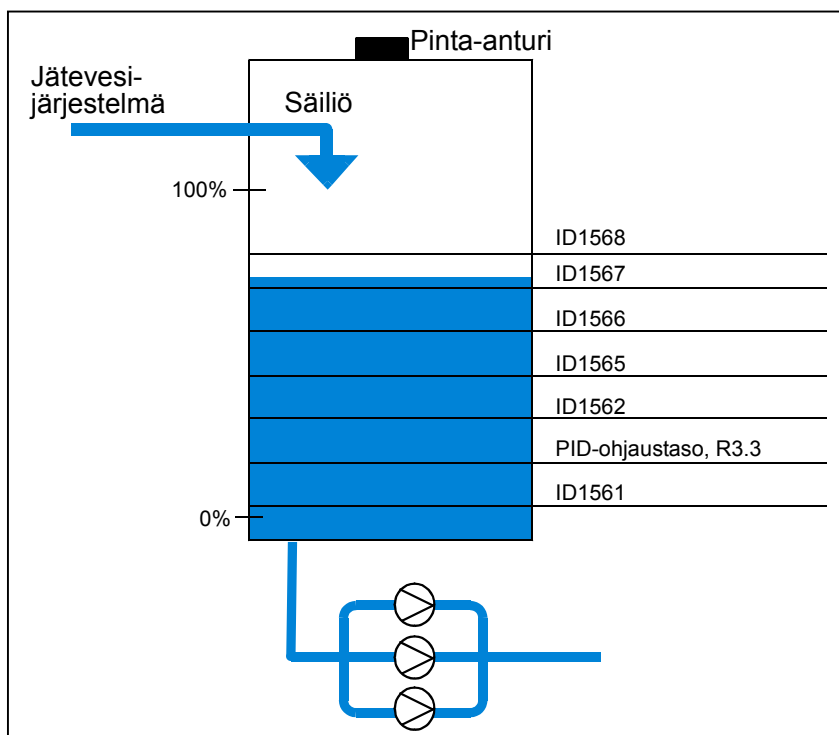 Pinta-anturi
Jätevesi-
järjestelmä
Säiliö
100%
ID1568
ID1567
ID1566
ID1565
ID1562
PID-ohjaustaso, R3.3
ID1561
0%